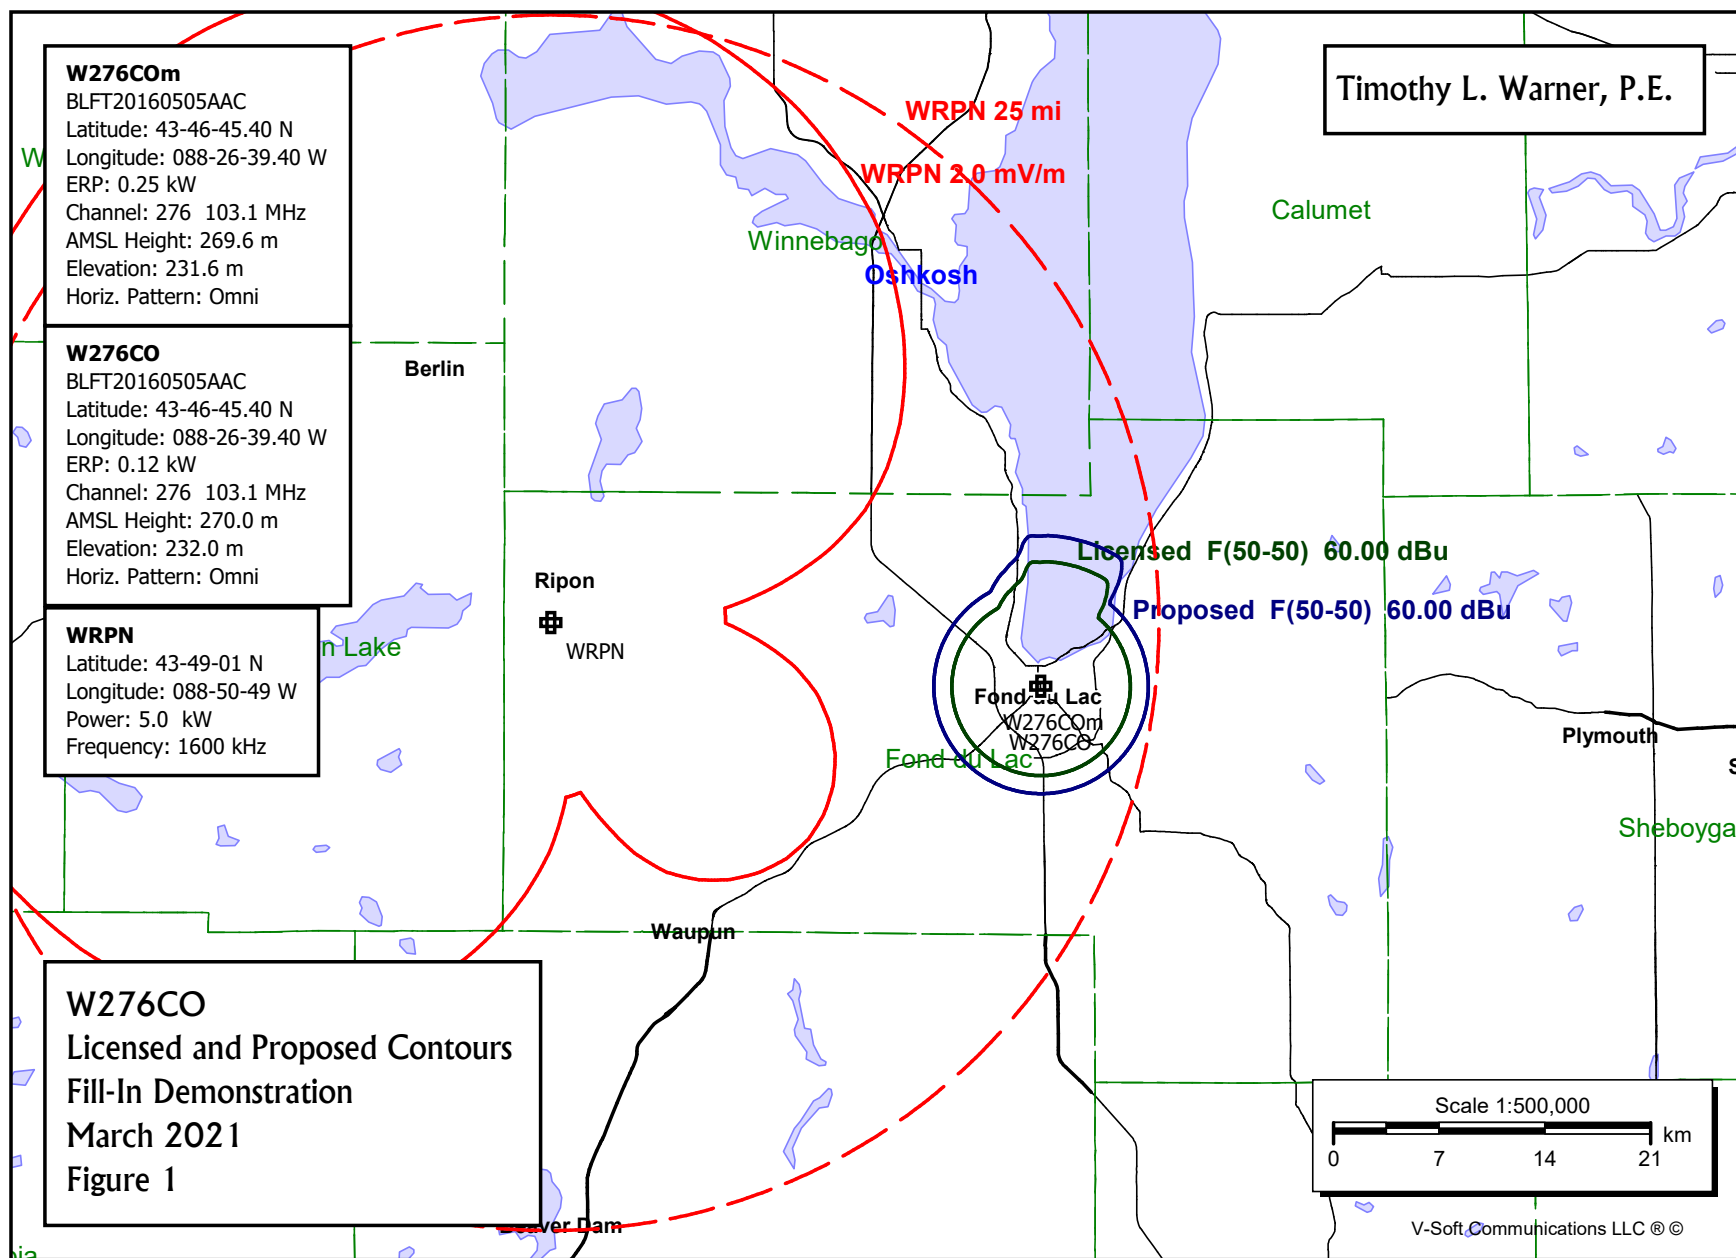 W276COm
BLFT20160505AAC
Latitude: 43-46-45.40 N
Longitude: 088-26-39.40 W
ERP: 0.25 kW
Channel: 276  103.1 MHz
AMSL Height: 269.6 m
Elevation: 231.6 m
Horiz. Pattern: Omni
W276CO
BLFT20160505AAC
Latitude: 43-46-45.40 N
Longitude: 088-26-39.40 W
ERP: 0.12 kW
Channel: 276  103.1 MHz
AMSL Height: 270.0 m
Elevation: 232.0 m
Horiz. Pattern: Omni
WRPN
Latitude: 43-49-01 N
Longitude: 088-50-49 W
Power: 5.0  kW
Frequency: 1600 kHz
Timothy L. Warner, P.E.
WRPN 25 mi
WRPN 2.0 mV/m
W
Calumet
Winnebago
Oshkosh
Berlin
Licensed  F(50-50)  60.00 dBu
Ripon
Proposed  F(50-50)  60.00 dBu
n Lake
WRPN
Fond du Lac
W276COm
W276CO
Fond du Lac
Plymouth
S
Sheboyga
Waupun
W276CO
Licensed and Proposed Contours
Fill-In Demonstration
March 2021
Figure 1
Beaver Dam
Scale 1:500,000
km
0 7 14 21
V-Soft Communications LLC ® ©